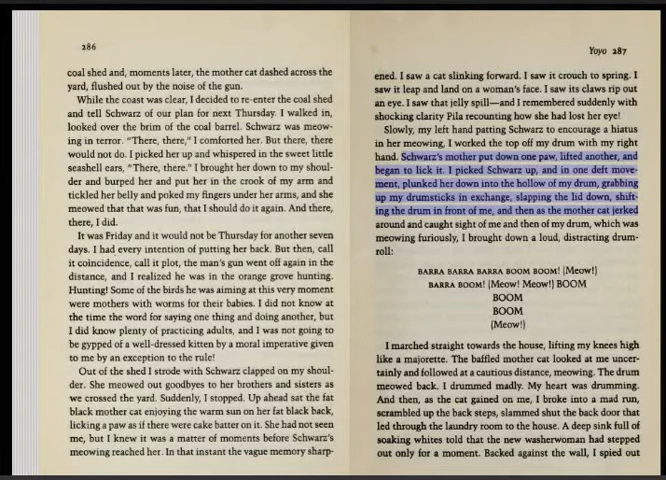 286
coal shed and, moments later, the mother cat dashed across the
yard, flushed out by the noise of the gun.
While the coast was clear, I decided to re-enter the coal shed
and tell Schwarz of our plan for next Thursday. I walked in,
looked over the brim of the coal barrel. Schwarz was meow-
ing in terror. "There, there," I comforted her. But there, there
would not do. I picked her up and whispered in the sweet little
seashell ears, "There, there." I brought her down to my shoul-
der and burped her and put her in the crook of my arm and
tickled her belly and poked my fingers under her arms, and she
meowed that that was fun, that I should do it again. And there,
there, I did.
It was Friday and it would not be Thursday for another seven
days. I had every intention of putting her back. But then, call
it coincidence, call it plot, the man's gun went off again in the
distance, and I realized he was in the orange grove hunting.
Hunting! Some of the birds he was aiming at this very moment
were mothers with worms for their babies. I did not know at
the time the word for saying one thing and doing another, but
I did know plenty of practicing adults, and I was not going to
be gypped of a well-dressed kitten by a moral imperative given
to me by an exception to the rule!
Out of the shed I strode with Schwarz clapped on my shoul-
der. She meowed out goodbyes to her brothers and sisters as
we crossed the yard. Suddenly, I stopped. Up ahead sat the fat
black mother cat enjoying the warm sun on her fat black back,
licking a paw as if there were cake batter on it. She had not seen
me, but I knew it was a matter of moments before Schwarz's
meowing reached her. In that instant the vague memory sharp-
Yoyo 287
ened. I saw a cat slinking forward. I saw it crouch to spring. I
saw it leap and land on a woman's face. I saw its claws rip out
an eye. I saw that jelly spill—and I remembered suddenly with
shocking clarity Pila recounting how she had lost her eye!
Slowly, my left hand patting Schwarz to encourage a hiatus
in her meowing, I worked the top off my drum with my right
hand. Schwarz's mother put down one paw, lifted another, and
began to lick it. I picked Schwarz up, and in one deft move-
ment, plunked her down into the hollow of my drum, grabbing
up my drumsticks in exchange, slapping the lid down, shift-
ing the drum in front of me, and then as the mother cat jerked
around and caught sight of me and then of my drum, which was
meowing furiously, I brought down a loud, distracting drum-
roll:
BARRA BARRA BARRA BOOM BOOM! (Meow!)
BARRA BOOM! (Meow! Meow!) BOOM
BOOM
BOOM
(Meow!)
I marched straight towards the house, lifting my knees high
like a majorette. The baffled mother cat looked at me uncer-
tainly and followed at a cautious distance, meowing. The drum
meowed back. I drummed madly. My heart was drumming.
And then, as the cat gained on me, I broke into a mad run,
scrambled up the back steps, slammed shut the back door that
led through the laundry room to the house. A deep sink full of
soaking whites told that the new washerwoman had stepped
out only for a moment. Backed against the wall, I spied out